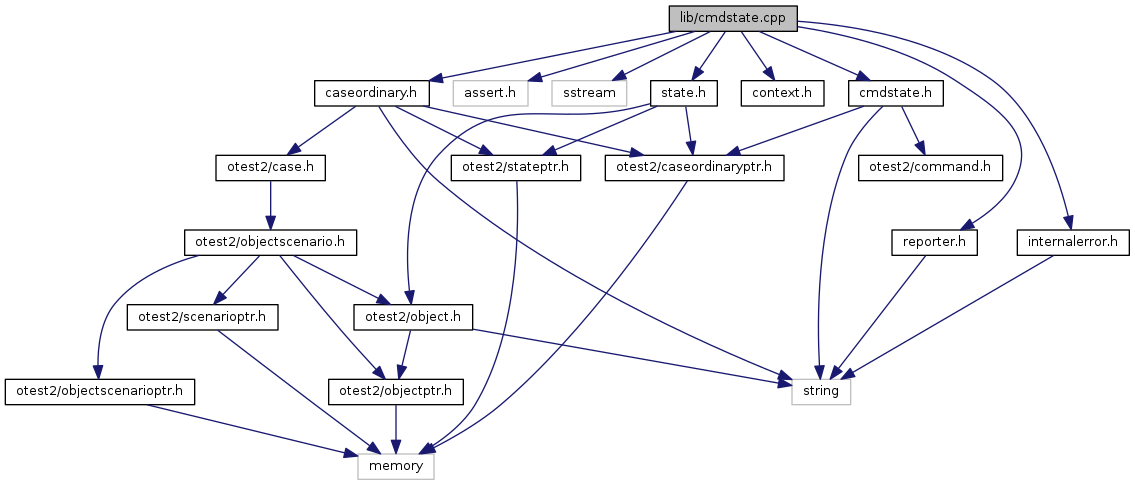 lib/cmdstate.cpp
caseordinary.h
assert.h
sstream
state.h
context.h
cmdstate.h
otest2/case.h
otest2/stateptr.h
otest2/caseordinaryptr.h
otest2/command.h
otest2/objectscenario.h
reporter.h
internalerror.h
otest2/scenarioptr.h
otest2/object.h
otest2/objectscenarioptr.h
otest2/objectptr.h
string
memory